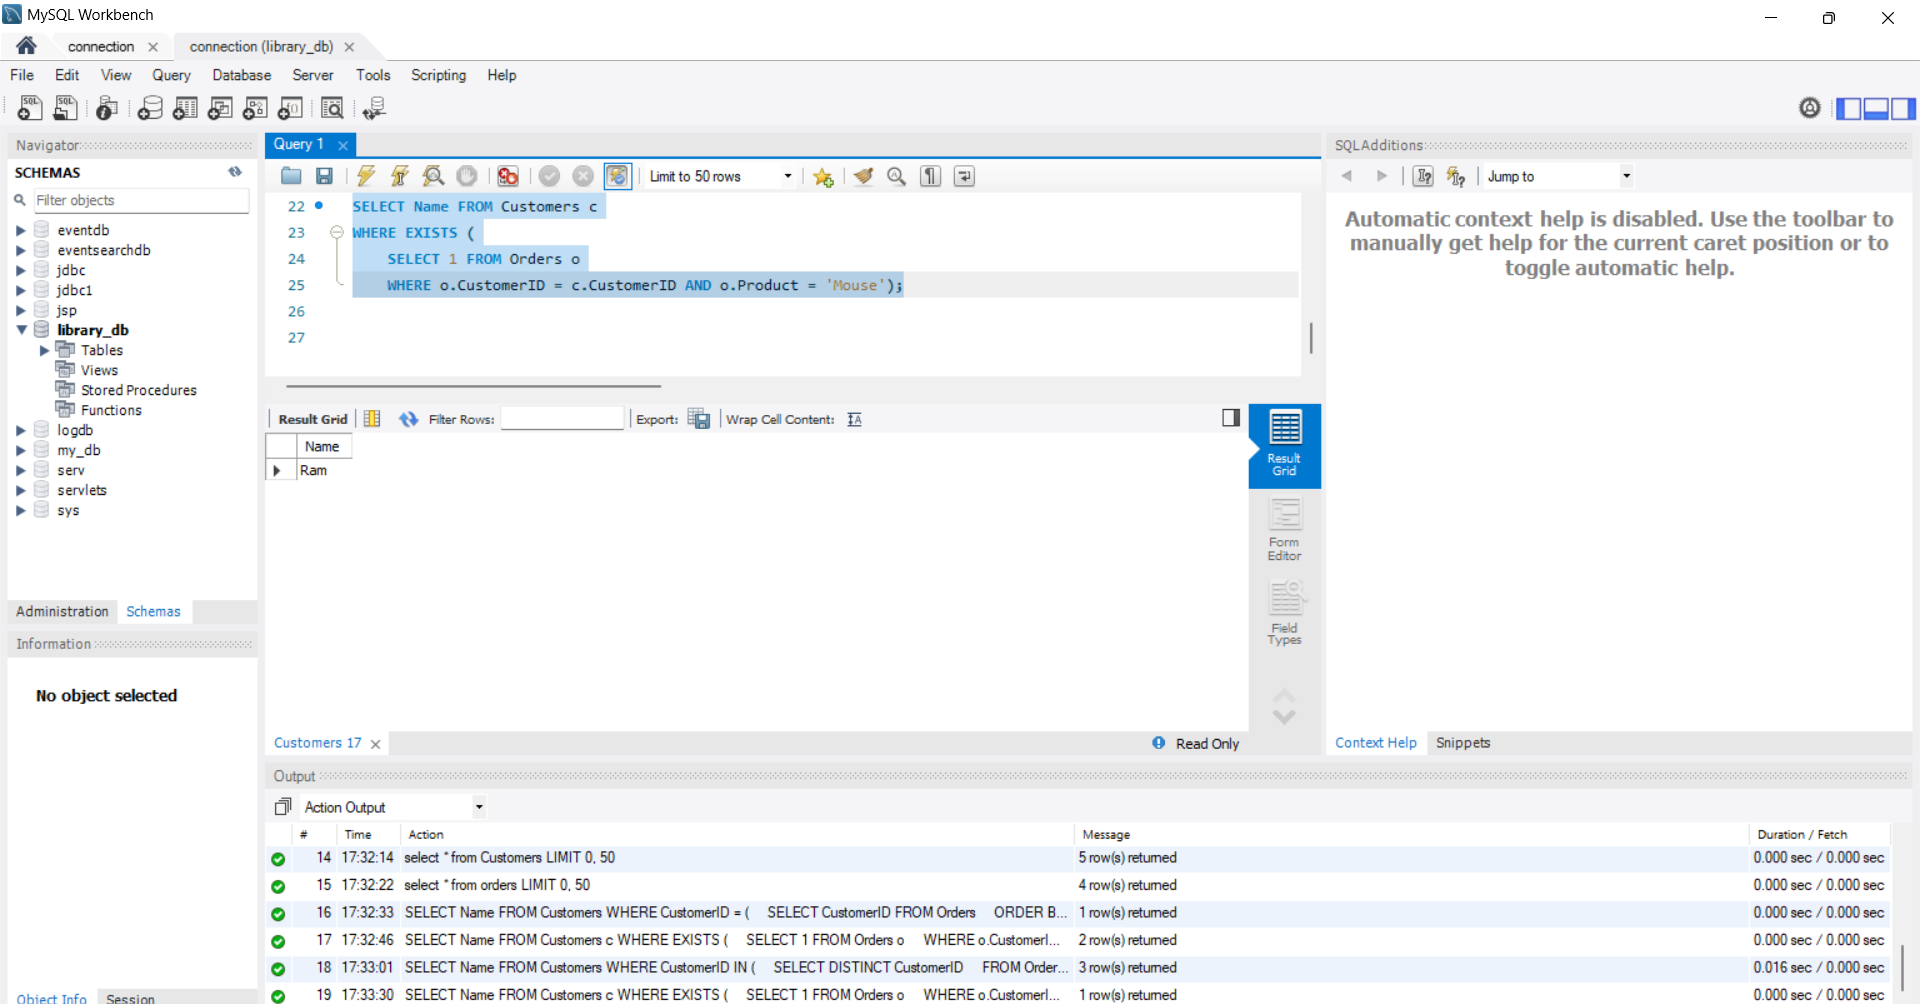 MySQL Workbench
connection
connection (library_db)
File Edit View Query Database Server Tools Scripting Help
Navigator
SCHEMAS
Filter objects
eventdb
eventsearchdb
jdbc
jdbc1
jsp
library_db
Tables
Views
Stored Procedures
Functions
logdb
my_db
serv
servlets
sys
Administration Schemas
Information
No object selected
Object Info Session
Query 1
Limit to 50 rows
22 SELECT Name FROM Customers c
23 WHERE EXISTS (
24 SELECT 1 FROM Orders o
25 WHERE o.CustomerID = c.CustomerID AND o.Product = 'Mouse');
26
27
Result Grid Filter Rows: Export: Wrap Cell Content:
Name
Ram
Result Grid
Form Editor
Field Types
Customers 17
Read Only
SQLAdditions
Jump to
Automatic context help is disabled. Use the toolbar to
manually get help for the current caret position or to
toggle automatic help.
Context Help Snippets
Output
Action Output
# Time Action Message Duration / Fetch
14 17:32:14 select * from Customers LIMIT 0, 50 5 row(s) returned 0.000 sec / 0.000 sec
15 17:32:22 select * from orders LIMIT 0, 50 4 row(s) returned 0.000 sec / 0.000 sec
16 17:32:33 SELECT Name FROM Customers WHERE CustomerID = ( SELECT CustomerID FROM Orders ORDER B... 1 row(s) returned 0.000 sec / 0.000 sec
17 17:32:46 SELECT Name FROM Customers c WHERE EXISTS ( SELECT 1 FROM Orders o WHERE o.CustomerI... 2 row(s) returned 0.000 sec / 0.000 sec
18 17:33:01 SELECT Name FROM Customers WHERE CustomerID IN ( SELECT DISTINCT CustomerID FROM Order... 3 row(s) returned 0.016 sec / 0.000 sec
19 17:33:30 SELECT Name FROM Customers c WHERE EXISTS ( SELECT 1 FROM Orders o WHERE o.CustomerI... 1 row(s) returned 0.000 sec / 0.000 sec